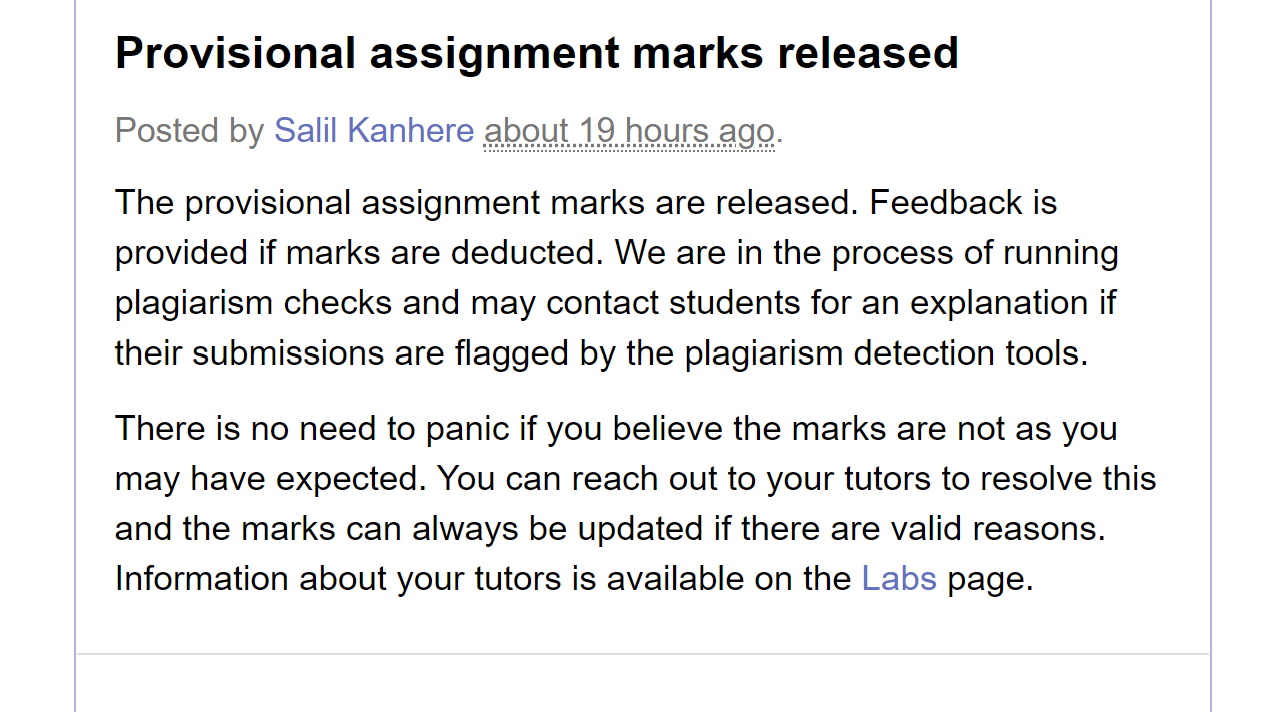 Provisional assignment marks released
Posted by Salil Kanhere about 19 hours ago.
The provisional assignment marks are released. Feedback is
provided if marks are deducted. We are in the process of running
plagiarism checks and may contact students for an explanation if
their submissions are flagged by the plagiarism detection tools.
There is no need to panic if you believe the marks are not as you
may have expected. You can reach out to your tutors to resolve this
and the marks can always be updated if there are valid reasons.
Information about your tutors is available on the Labs page.